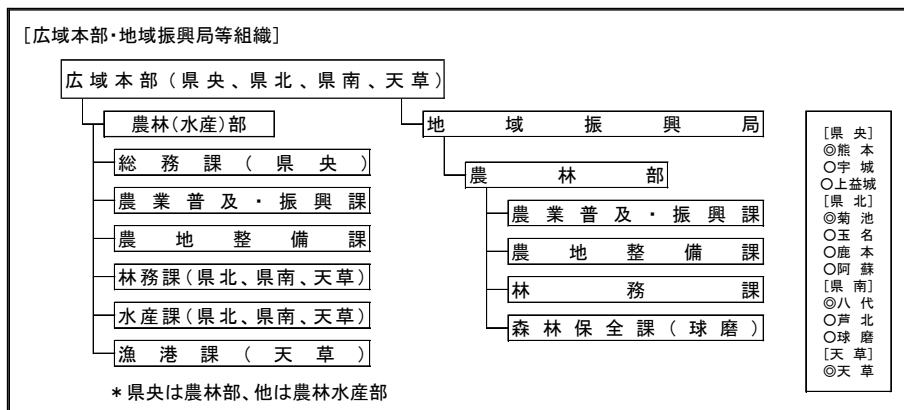 [広域本部・地域振興局等組織]
広域本部(県央、県北、県南、天草)
農林(水産)部
総務課(県央)
農業普及・振興課
農地整備課
林務課(県北、県南、天草)
水産課(県北、県南、天草)
漁港課(天草)
*県央は農林部、他は農林水産部
地域振興局
農林部
農業普及・振興課
農地整備課
林務課
森林保全課(球磨)
[県央]
◎熊本
○宇城
○上益城
[県北]
◎菊池
○玉名
○鹿本
○阿蘇
[県南]
◎八代
○芦北
○球磨
[天草]
◎天草